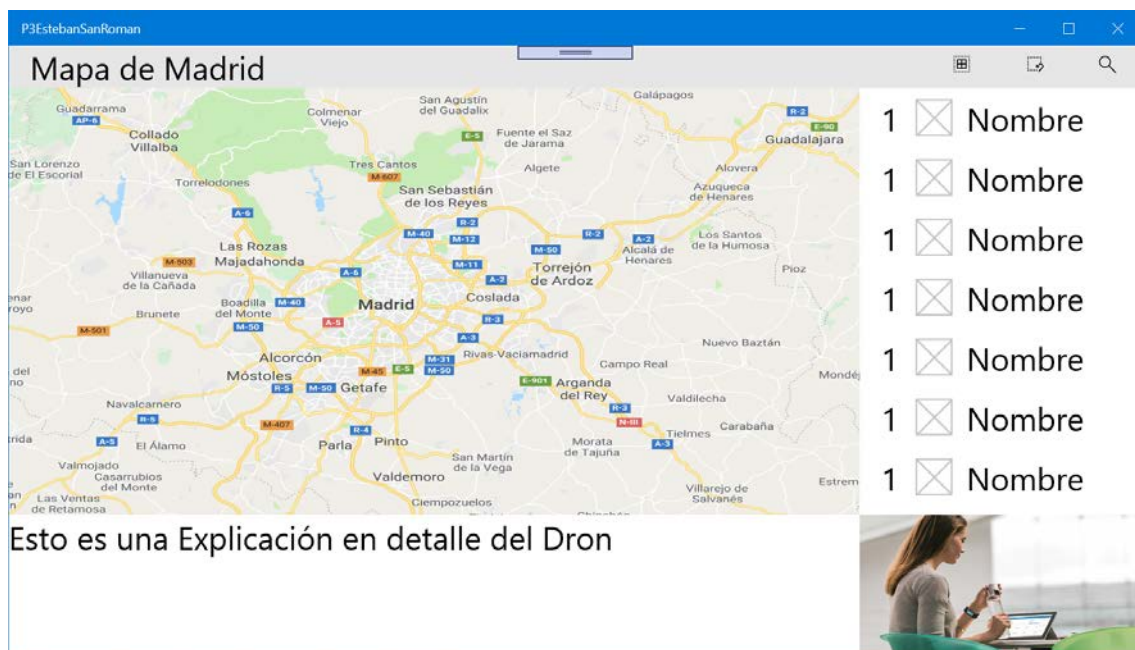 P3EstebanSanRoman
Mapa de Madrid
Guadarrama
AP-6
Collado
Villalba
San Lorenzo
de El Escorial
Torrelodones
Colmenar
Viejo
San Agustín
del Guadalix
E-5
Galápagos
R-2
E-90
Guadalajara
Fuente el Saz
de Jarama
Tres Cantos
M-607
Algete
Alovera
San Sebastián
de los Reyes
Azuqueca
de Henares
A-6
R-2
M-40
M-12
R-2
A-2
Los Santos
de la Humosa
Las Rozas
Majadahonda
M-50
Alcalá de
Henares
M-503
M-11
Torrejón
de Ardoz
Pioz
Villanueva
de la Cañada
A-6
A-2
Boadilla
del Monte
M-40
Madrid
Coslada
Brunete
M-50
A-5
R-3
M-501
A-3
Nuevo Baztán
Alcorcón
M-31
M-50
Rivas-Vaciamadrid
Campo Real
Móstoles
M-45
E-5
R-5
M-50
Getafe
E-901
Arganda
del Rey
Valdilecha
Navalcarnero
R-5
M-407
R-4
R-3
N-III
Tielmes
Carabaña
A-5
El Álamo
Parla
Pinto
Morata
de Tajuña
A-3
Valmojado
Casarrubios
del Monte
San Martín
de la Vega
Valdemoro
Villarejo de
Salvanés
Estrem
Las Ventas
de Retamosa
Ciempozuelos
1 Nombre
1 Nombre
1 Nombre
1 Nombre
1 Nombre
1 Nombre
1 Nombre
Esto es una Explicación en detalle del Dron